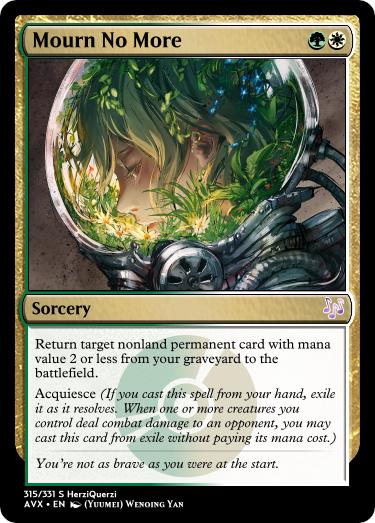 Mourn No More
Sorcery
Return target nonland permanent card with mana
value 2 or less from your graveyard to the
battlefield.
Acquiesce (If you cast this spell from your hand, exile
it as it resolves. When one or more creatures you
control deal combat damage to an opponent, you may
cast this card from exile without paying its mana cost.)
You're not as brave as you were at the start.
315/331 S HerziQuerzi
AVX • EN (Yuumei) Wenqing Yan